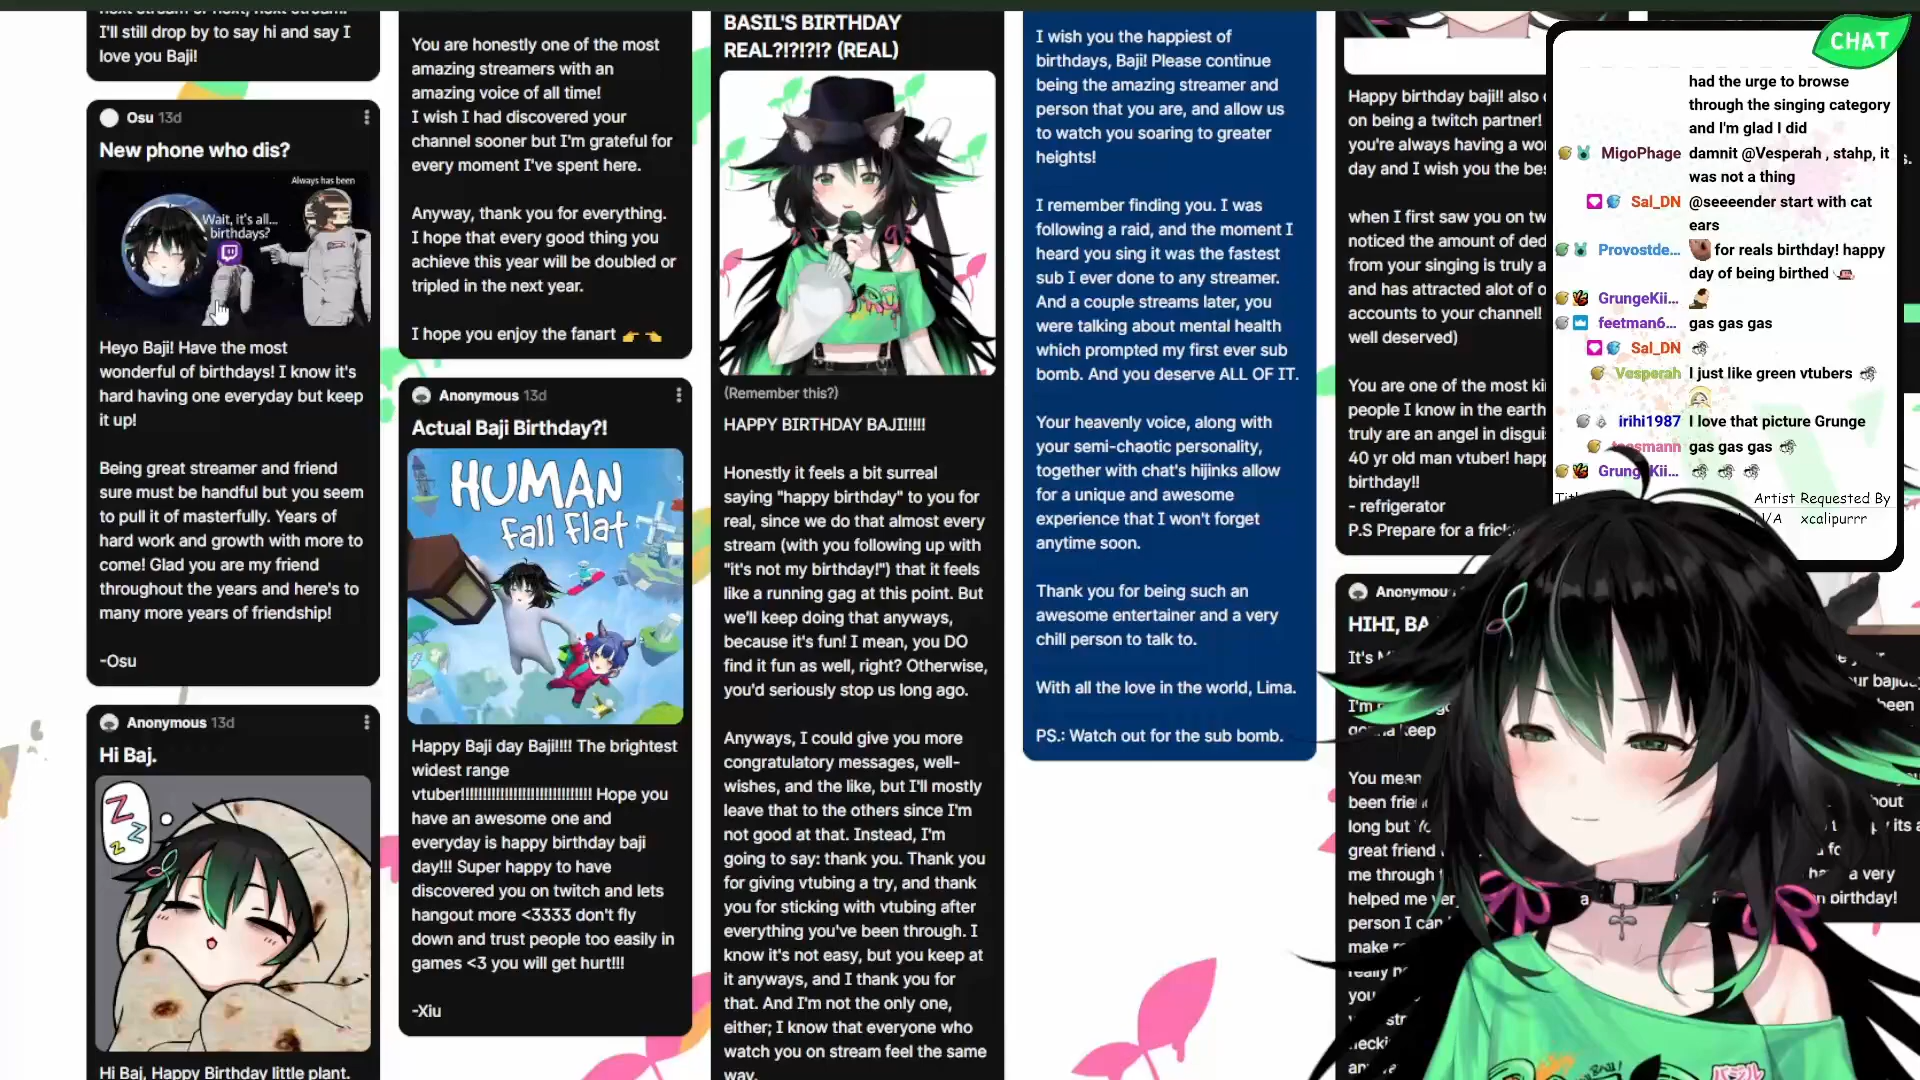 I'll still drop by to say hi and say I
love you Baji!
Osu 13d
New phone who dis?
Always has been
Wait, it's all...
birthdays?
Heyo Baji! Have the most
wonderful of birthdays! I know it's
hard having one everyday but keep
it up!
Being great streamer and friend
sure must be handful but you seem
to pull it of masterfully. Years of
hard work and growth with more to
come! Glad you are my friend
throughout the years and here's to
many more years of friendship!
-Osu
Anonymous 13d
Hi Baj.
Z
Z
Z
Hi Baj, Happy Birthday little plant.
You are honestly one of the most
amazing streamers with an
amazing voice of all time!
I wish I had discovered your
channel sooner but I'm grateful for
every moment I've spent here.
Anyway, thank you for everything.
I hope that every good thing you
achieve this year will be doubled or
tripled in the next year.
I hope you enjoy the fanart 👉👈
Anonymous 13d
Actual Baji Birthday?!
HUMAN
fall flat
Happy Baji day Baji!!!! The brightest
widest range
vtuber!!!!!!!!!!!!!!!!!!!!!!!!!!!!!! Hope you
have an awesome one and
everyday is happy birthday baji
day!!! Super happy to have
discovered you on twitch and lets
hangout more <3333 don't fly
down and trust people too easily in
games <3 you will get hurt!!!
-Xiu
BASIL'S BIRTHDAY
REAL?!?!?!? (REAL)
(Remember this?)
HAPPY BIRTHDAY BAJI!!!!!
Honestly it feels a bit surreal
saying "happy birthday" to you for
real, since we do that almost every
stream (with you following up with
"it's not my birthday!") that it feels
like a running gag at this point. But
we'll keep doing that anyways,
because it's fun! I mean, you DO
find it fun as well, right? Otherwise,
you'd seriously stop us long ago.
Anyways, I could give you more
congratulatory messages, well-
wishes, and the like, but I'll mostly
leave that to the others since I'm
not good at that. Instead, I'm
going to say: thank you. Thank you
for giving vtubing a try, and thank
you for sticking with vtubing after
everything you've been through. I
know it's not easy, but you keep at
it anyways, and I thank you for
that. And I'm not the only one,
either; I know that everyone who
watch you on stream feel the same
way.
I wish you the happiest of
birthdays, Baji! Please continue
being the amazing streamer and
person that you are, and allow us
to watch you soaring to greater
heights!
I remember finding you. I was
following a raid, and the moment I
heard you sing it was the fastest
sub I ever done to any streamer.
And a couple streams later, you
were talking about mental health
which prompted my first ever sub
bomb. And you deserve ALL OF IT.
Your heavenly voice, along with
your semi-chaotic personality,
together with chat's hijinks allow
for a unique and awesome
experience that I won't forget
anytime soon.
Thank you for being such an
awesome entertainer and a very
chill person to talk to.
With all the love in the world, Lima.
PS.: Watch out for the sub bomb.
Happy birthday baji!! also
on being a twitch partner!
you're always having a
day and I wish you the
when I first saw you on
noticed the amount of
from your singing is truly a
and has attracted alot of
accounts to your channel!
well deserved)
You are one of the most
people I know in the earth
truly are an angel in
40 yr old man vtuber!
birthday!!
- refrigerator
P.S Prepare for a
HIHI,
It's
I'm
keep
You mean
been
long but
great friend
me through
helped me
person I can
make
really
you
a very
birthday!
CHAT
had the urge to browse
through the singing category
and I'm glad I did
MigoPhage damnit @Vesperah , stahp, it
was not a thing
Sal_DN @seeeender start with cat
ears
Provostde... for reals birthday! happy
day of being birthed
GrungeKii...
feetman6... gas gas gas
Sal_DN
Vesperah I just like green vtubers
irihi1987 I love that picture Grunge
gas gas gas
Artist Requested By
xcalipurrr